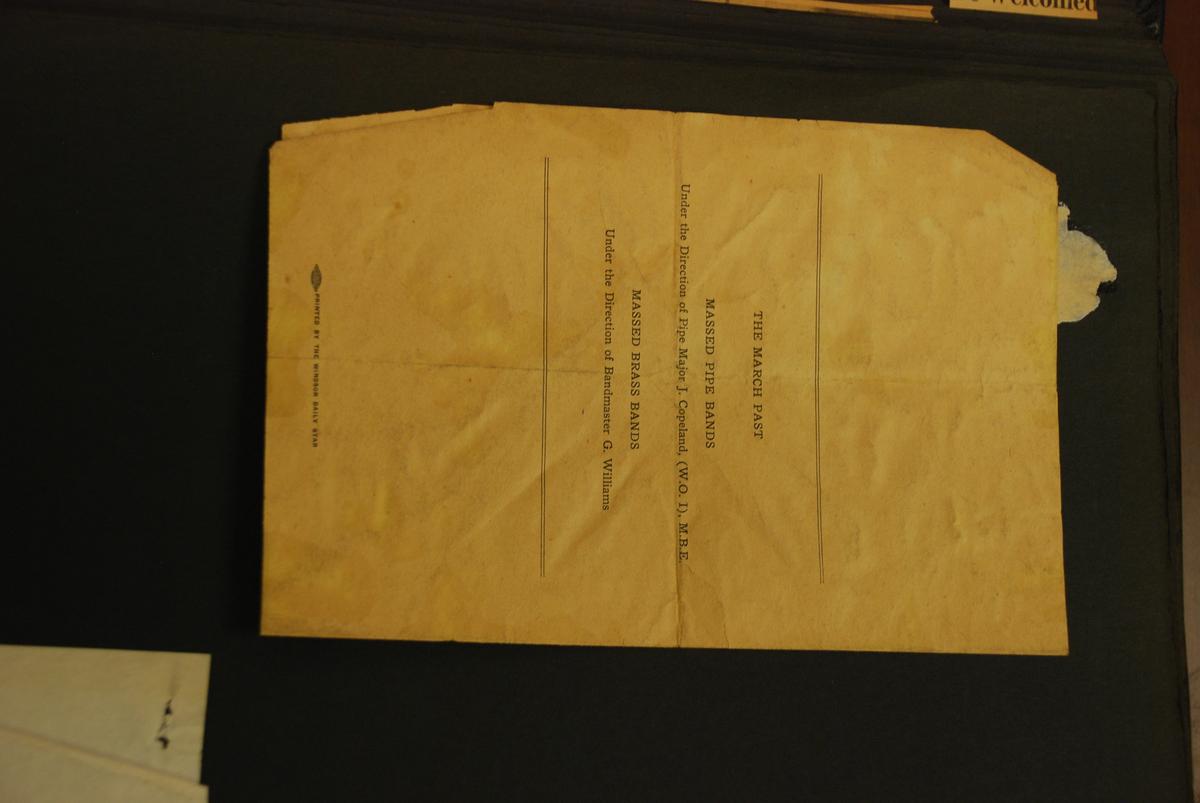 THE MARCH PAST
MASSED PIPE BANDS
Under the Direction of Pipe Major J. Copeland, (W.O. I), M.B.E.
MASSED BRASS BANDS
Under the Direction of Bandmaster G. Williams
PRINTED BY THE WINDSOR DAILY STAR
Welcomed